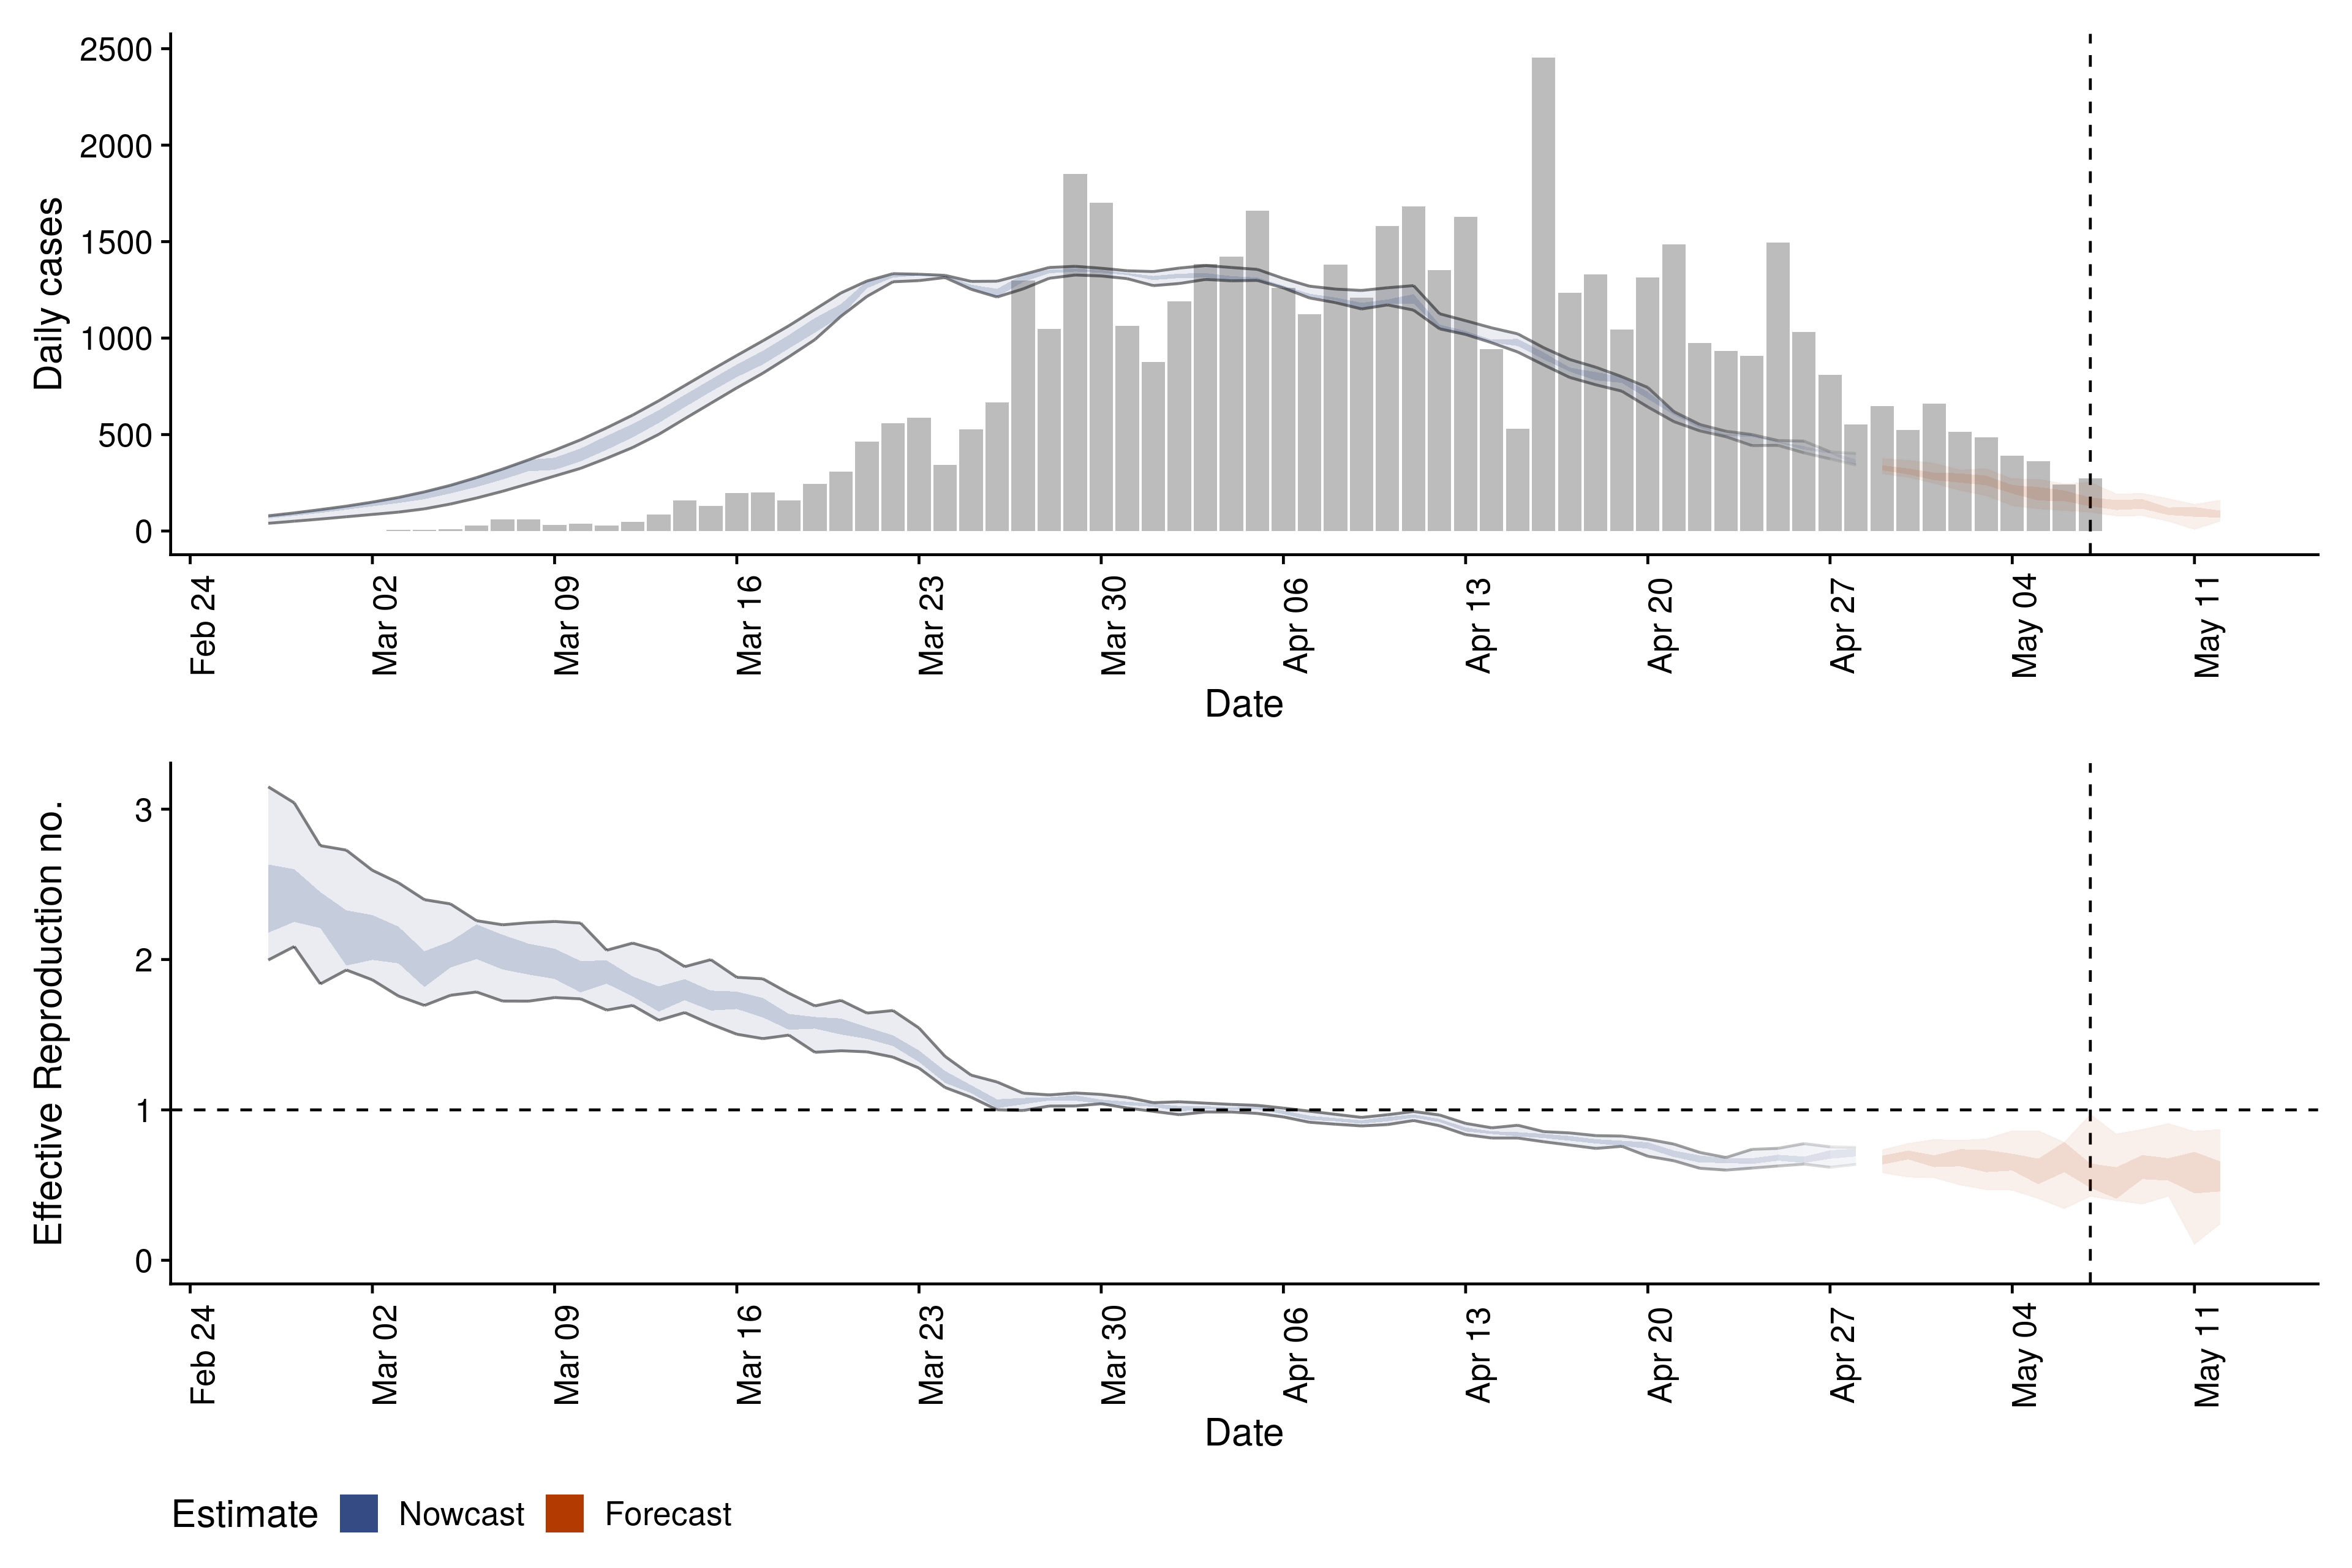 Daily cases
2500
2000
1500
1000
500
0
Feb 24
Mar 02
Mar 09
Mar 16
Mar 23
Mar 30
Apr 06
Apr 13
Apr 20
Apr 27
May 04
May 11
Date
Effective Reproduction no.
3
2
1
0
Feb 24
Mar 02
Mar 09
Mar 16
Mar 23
Mar 30
Apr 06
Apr 13
Apr 20
Apr 27
May 04
May 11
Date
Estimate Nowcast Forecast